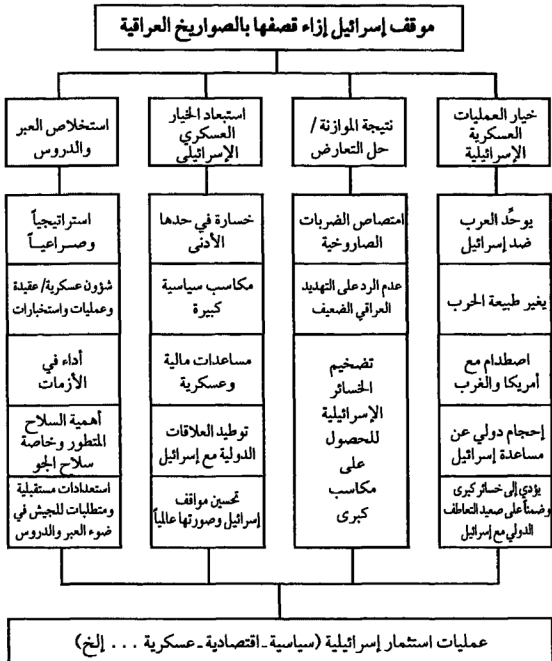 موقف إسرائيل إزاء قصفها بالصواريخ العراقية
خيار العمليات
العسكرية
الإسرائيلية
يوحِّد العرب
ضد إسرائيل
يغير طبيعة الحرب
اصطدام مع
أمريكا والغرب
إحجام دولي عن
مساعدة إسرائيل
يؤدي إلى خسائر كبرى
وضمناً على صعيد التعاطف
الدولي مع إسرائيل
نتيجة الموازنة /
حل التعارض
امتصاص الضربات
الصاروخية
عدم الرد على التهديد
العراقي الضعيف
تضخيم
الخسائر
الإسرائيلية
للحصول
على
مكاسب
كبرى
استبعاد الخيار
العسكري
الإسرائيلي
خسارة في حدها
الأدنى
مكاسب سياسية
كبيرة
مساعدات مالية
وعسكرية
توطيد العلاقات
الدولية مع إسرائيل
تحسين مواقف
إسرائيل وصورتها عالمياً
استخلاص العبر
والدروس
استراتيجياً
وصراعيـاً
شؤون عسكرية/ عقيدة
وعمليات واستخبارات
أداء في
الأزمات
أهمية السلاح
المتطور وخاصة
سلاح الجو
استعدادات مستقبلية
ومتطلبات للجيش في
ضوء العبر والدروس
عمليات استثمار إسرائيلية (سياسية ـ اقتصادية ـ عسكرية . . . إلخ)